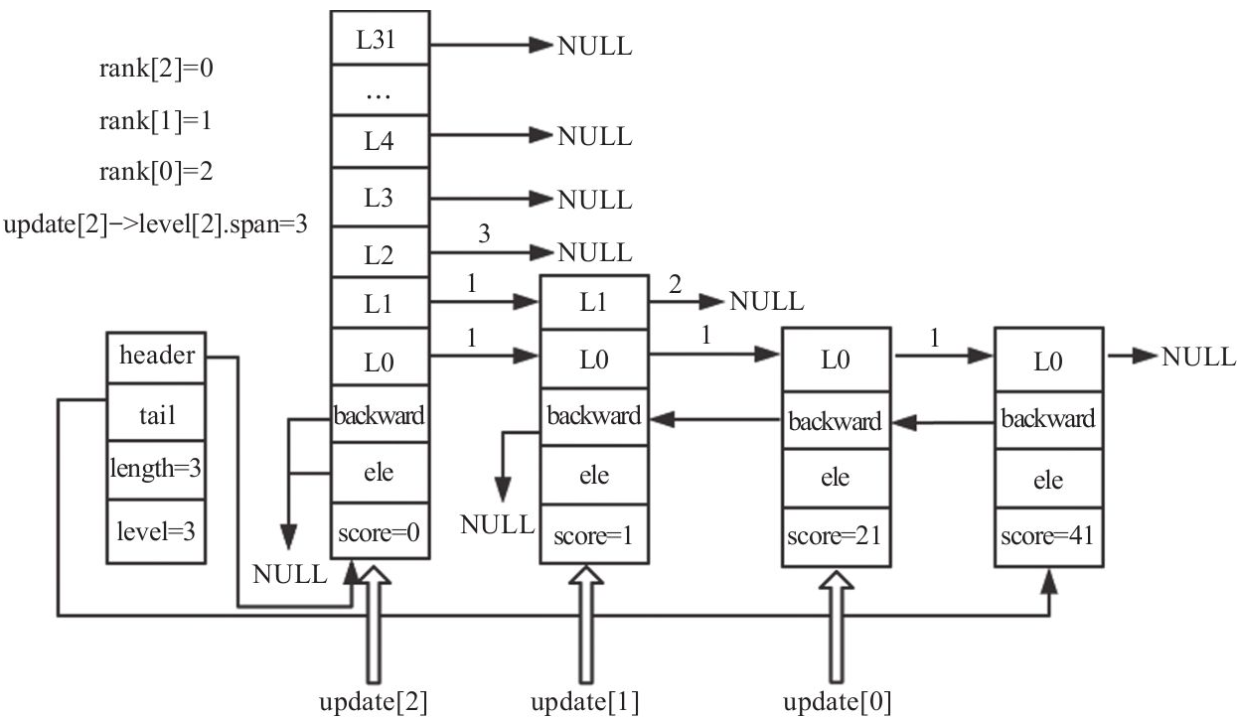 rank[2]=0
rank[1]=1
rank[0]=2
update[2]−>level[2].span=3
header
tail
length=3
level=3
L31
NULL
...
L4
NULL
L3
NULL
L2
3
NULL
L1
1
L0
1
backward
ele
score=0
NULL
L1
2
NULL
L0
1
backward
ele
score=1
NULL
L0
1
backward
ele
score=21
L0
NULL
backward
ele
score=41
update[2]
update[1]
update[0]